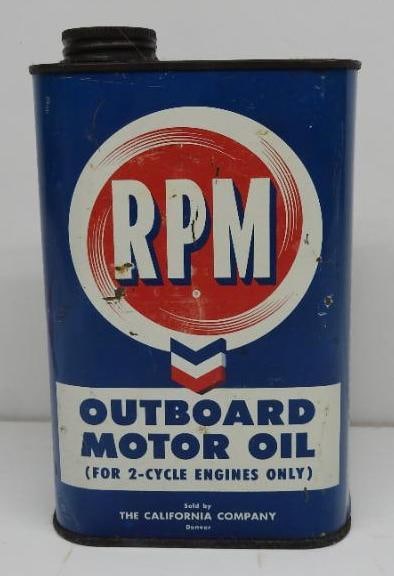 RPM
OUTBOARD
MOTOR OIL
(FOR 2-CYCLE ENGINES ONLY)
Sold by
THE CALIFORNIA COMPANY
Denver